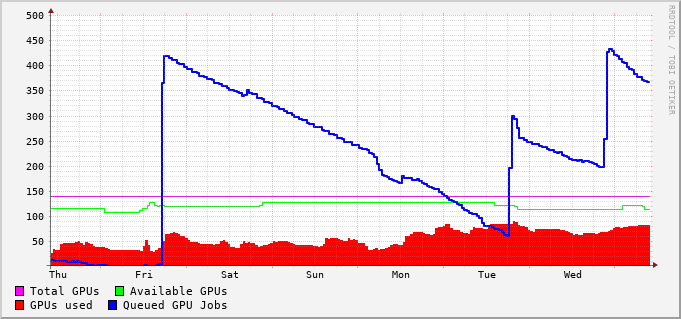 500
450
400
350
300
250
200
150
100
50
Thu Fri Sat Sun Mon Tue Wed
Total GPUs Available GPUs
GPUs used Queued GPU Jobs
RRDTOOL / TOBI OETIKER